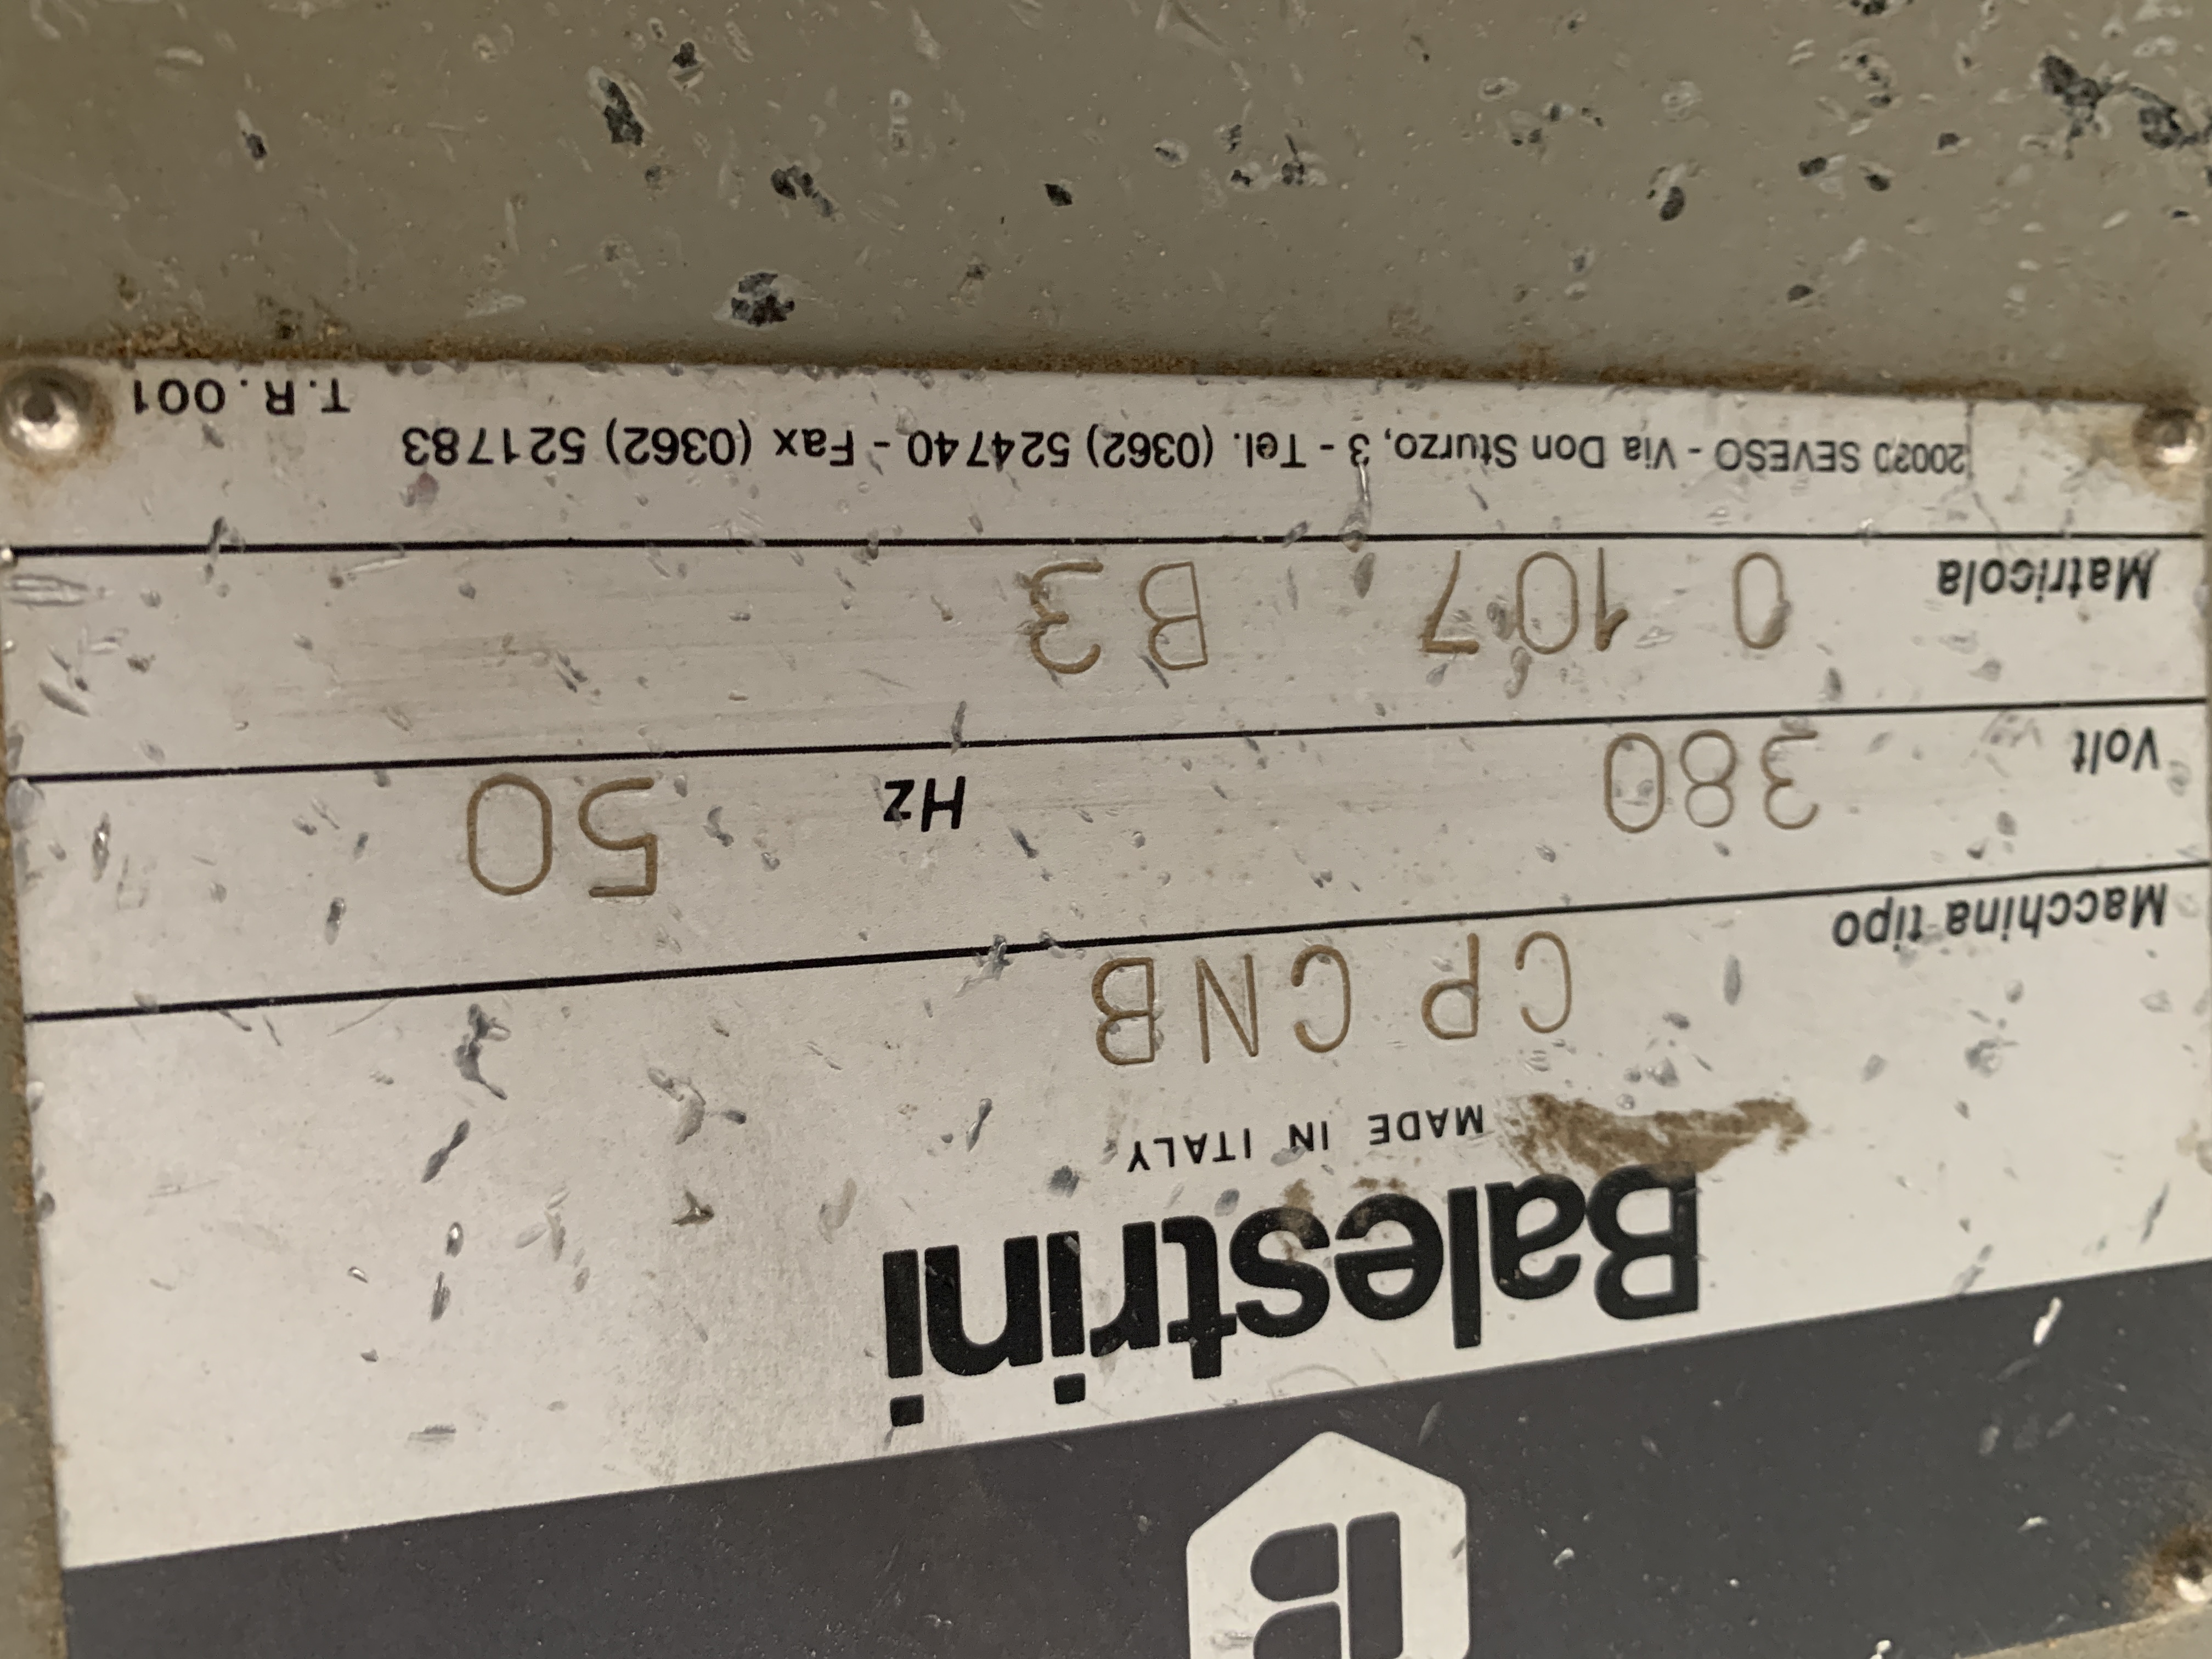 Balestrini
MADE IN ITALY
Macchina tipo CP CNB
Volt 380 Hz 50
Matricola 0 107 B3
20030 SEVESO - Via Don Sturzo, 3 - Tel. (0362) 524740 - Fax (0362) 521783
T.R.001